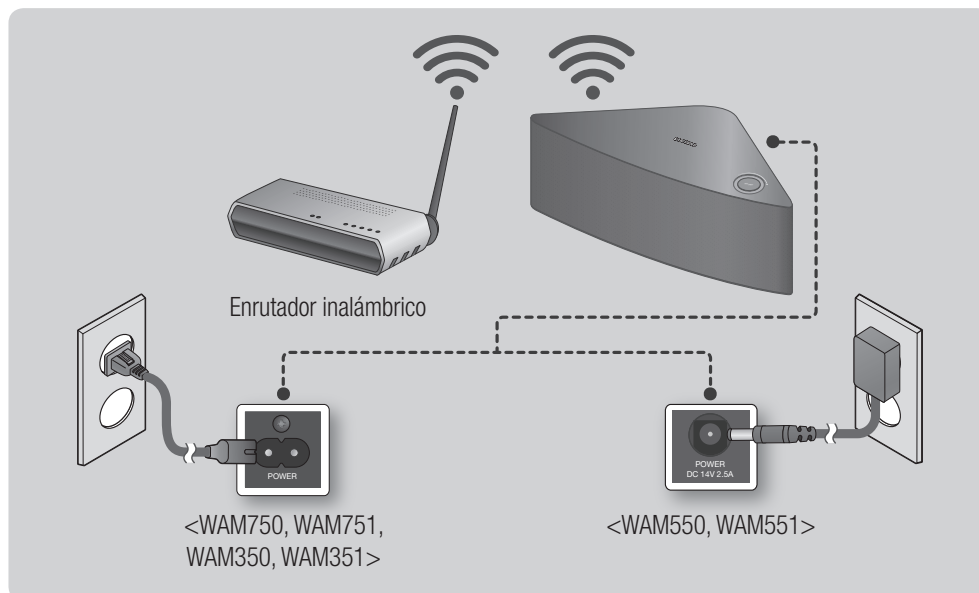 Enrutador inalámbrico
POWER
<WAM750, WAM751,
WAM350, WAM351>
POWER
DC 14V 2.5A
<WAM550, WAM551>